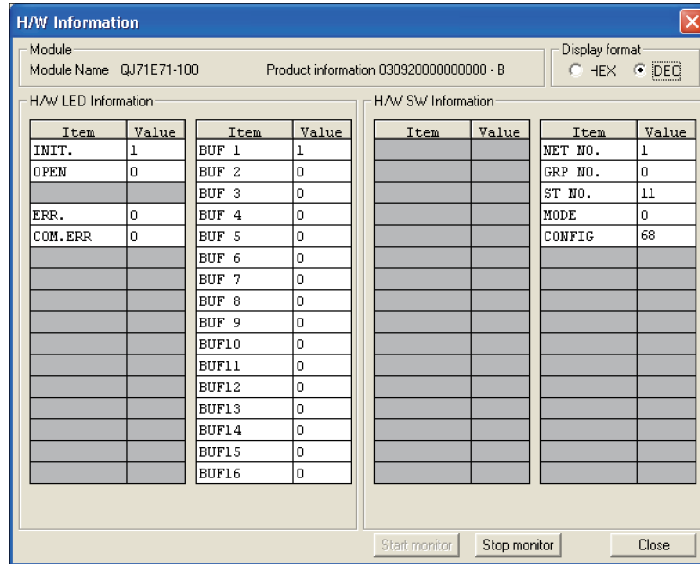 H/W Information
Module
Module Name QJ71E71-100 Product information 030920000000000 - B
Display format
HEX DEC
H/W LED Information
H/W SW Information
Item Value Item Value Item Value Item Value
INIT. 1 BUF 1 1 NET NO. 1
OPEN 0 BUF 2 0 GRP NO. 0
BUF 3 0 ST NO. 11
ERR. 0 BUF 4 0 MODE 0
COM.ERR 0 BUF 5 0 CONFIG 68
BUF 6 0
BUF 7 0
BUF 8 0
BUF 9 0
BUF10 0
BUF11 0
BUF12 0
BUF13 0
BUF14 0
BUF15 0
BUF16 0
Start monitor Stop monitor Close